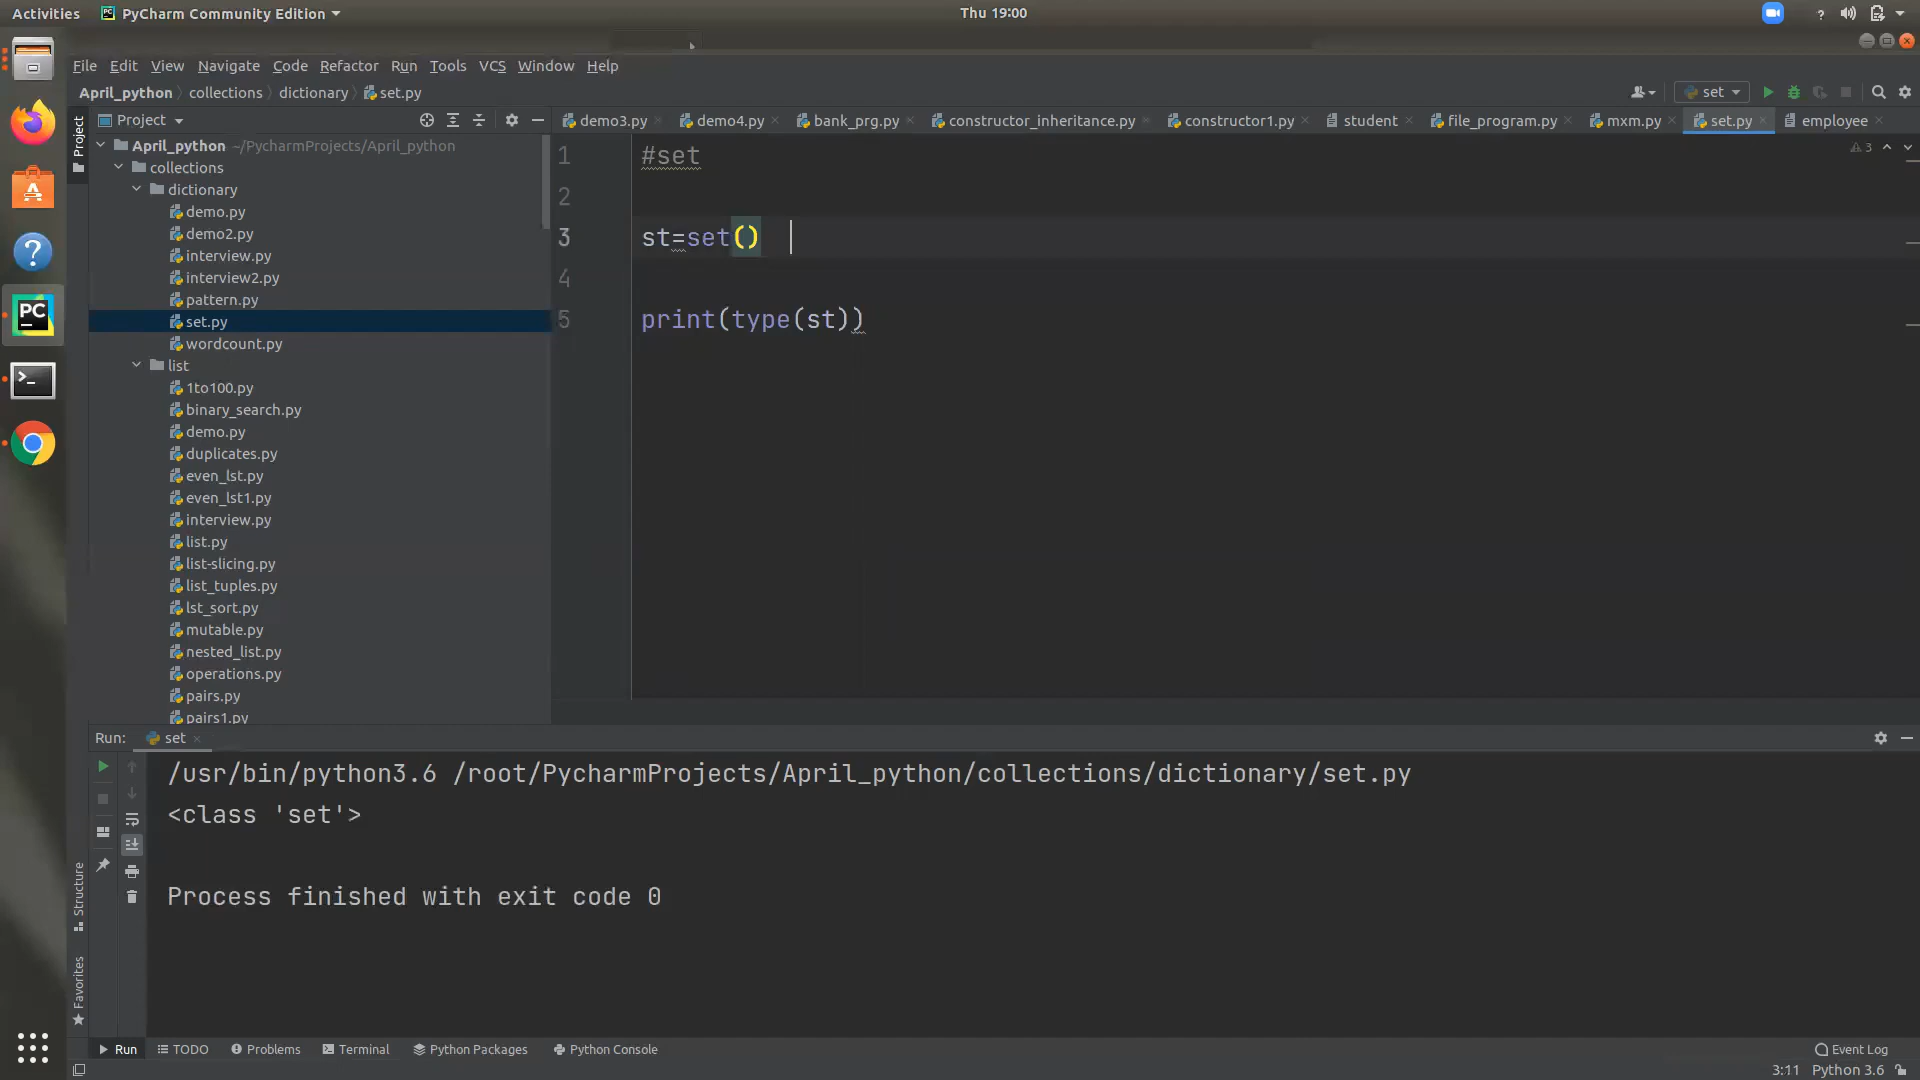 Activities PyCharm Community Edition Thu 19:00 ?
File Edit View Navigate Code Refactor Run Tools VCS Window Help
April_python collections dictionary set.py set
Project demo3.py demo4.py bank_prg.py constructor_inheritance.py constructor1.py student file_program.py mxm.py set.py employee
Project
April_python ~/PycharmProjects/April_python
collections
dictionary
demo.py
demo2.py
interview.py
interview2.py
pattern.py
set.py
wordcount.py
list
1to100.py
binary_search.py
demo.py
duplicates.py
even_lst.py
even_lst1.py
interview.py
list.py
list-slicing.py
list_tuples.py
lst_sort.py
mutable.py
nested_list.py
operations.py
pairs.py
pairs1.py
1 #set
2
3 st=set()
4
5 print(type(st))
3
Run: set
/usr/bin/python3.6 /root/PycharmProjects/April_python/collections/dictionary/set.py
<class 'set'>
Process finished with exit code 0
Structure
Favorites
Run TODO Problems Terminal Python Packages Python Console Event Log
3:11 Python 3.6